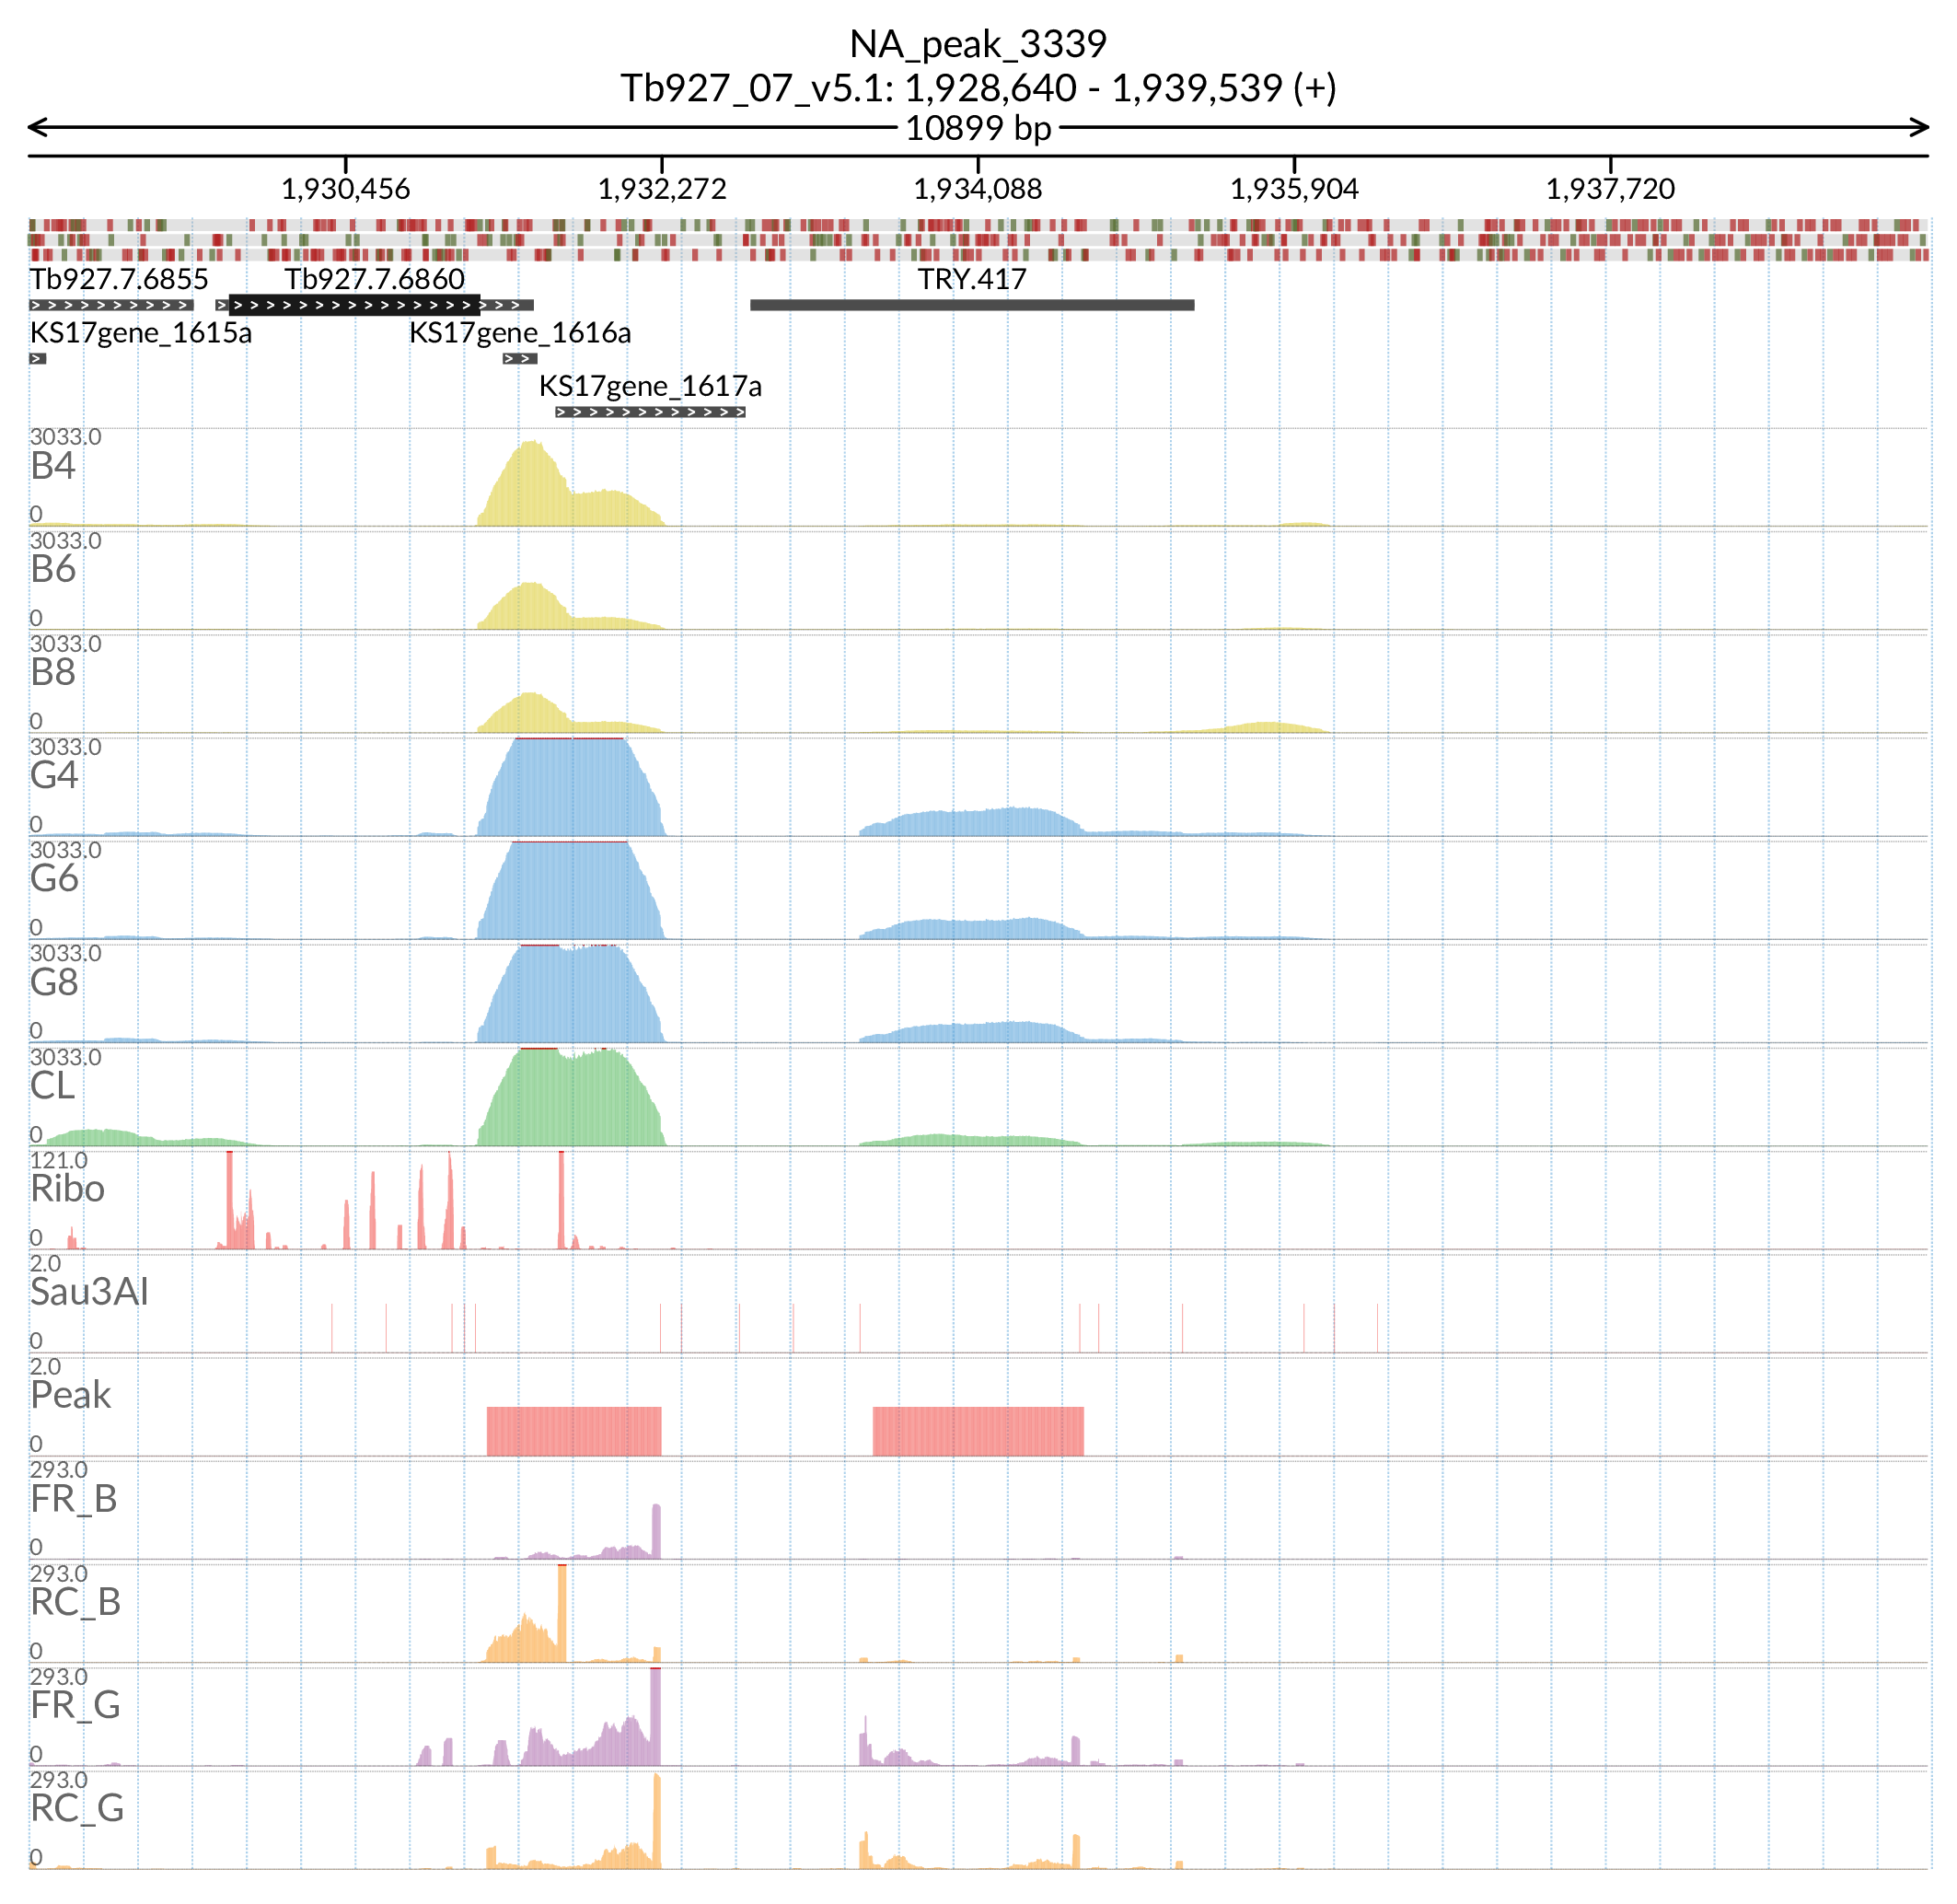 NA_peak_3339
Tb927_07_v5.1: 1,928,640 - 1,939,539 (+)
10899 bp
1,930,456 1,932,272 1,934,088 1,935,904 1,937,720
Tb927.7.6855 Tb927.7.6860 TRY.417
KS17gene_1615a KS17gene_1616a
KS17gene_1617a
3033.0
B4
0
3033.0
B6
0
3033.0
B8
0
3033.0
G4
0
3033.0
G6
0
3033.0
G8
0
3033.0
CL
0
121.0
Ribo
0
2.0
Sau3AI
0
2.0
Peak
0
293.0
FR_B
0
293.0
RC_B
0
293.0
FR_G
0
293.0
RC_G
0